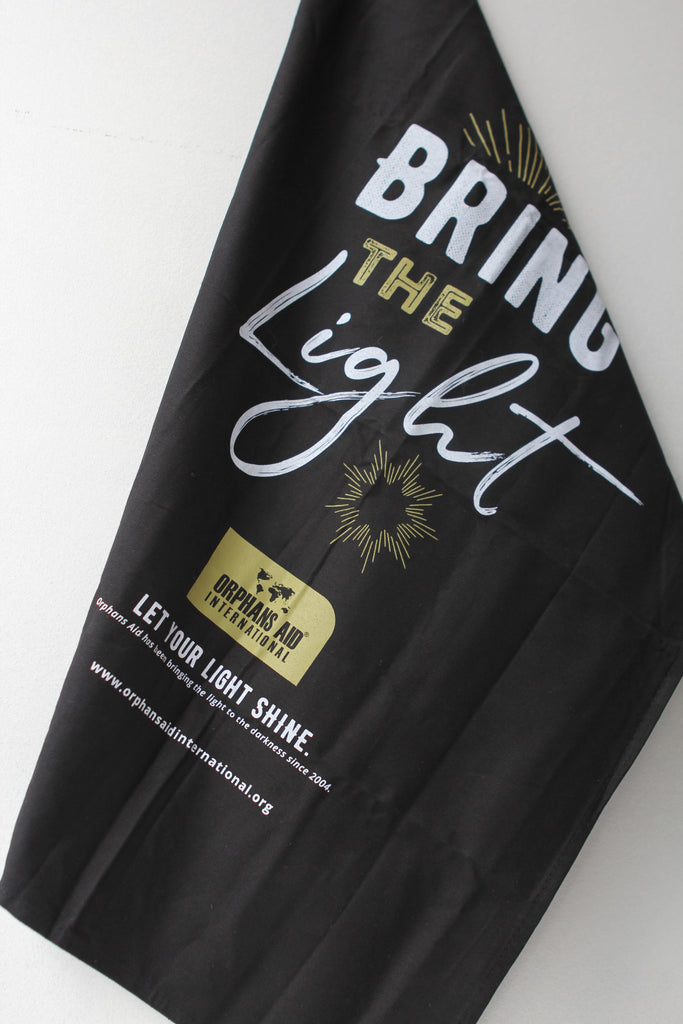 BRING
THE
Light
ORPHANS AID®
INTERNATIONAL
LET YOUR LIGHT SHINE.
Orphans Aid has been bringing the light to the darkness since 2004.
www.orphansaidinternational.org